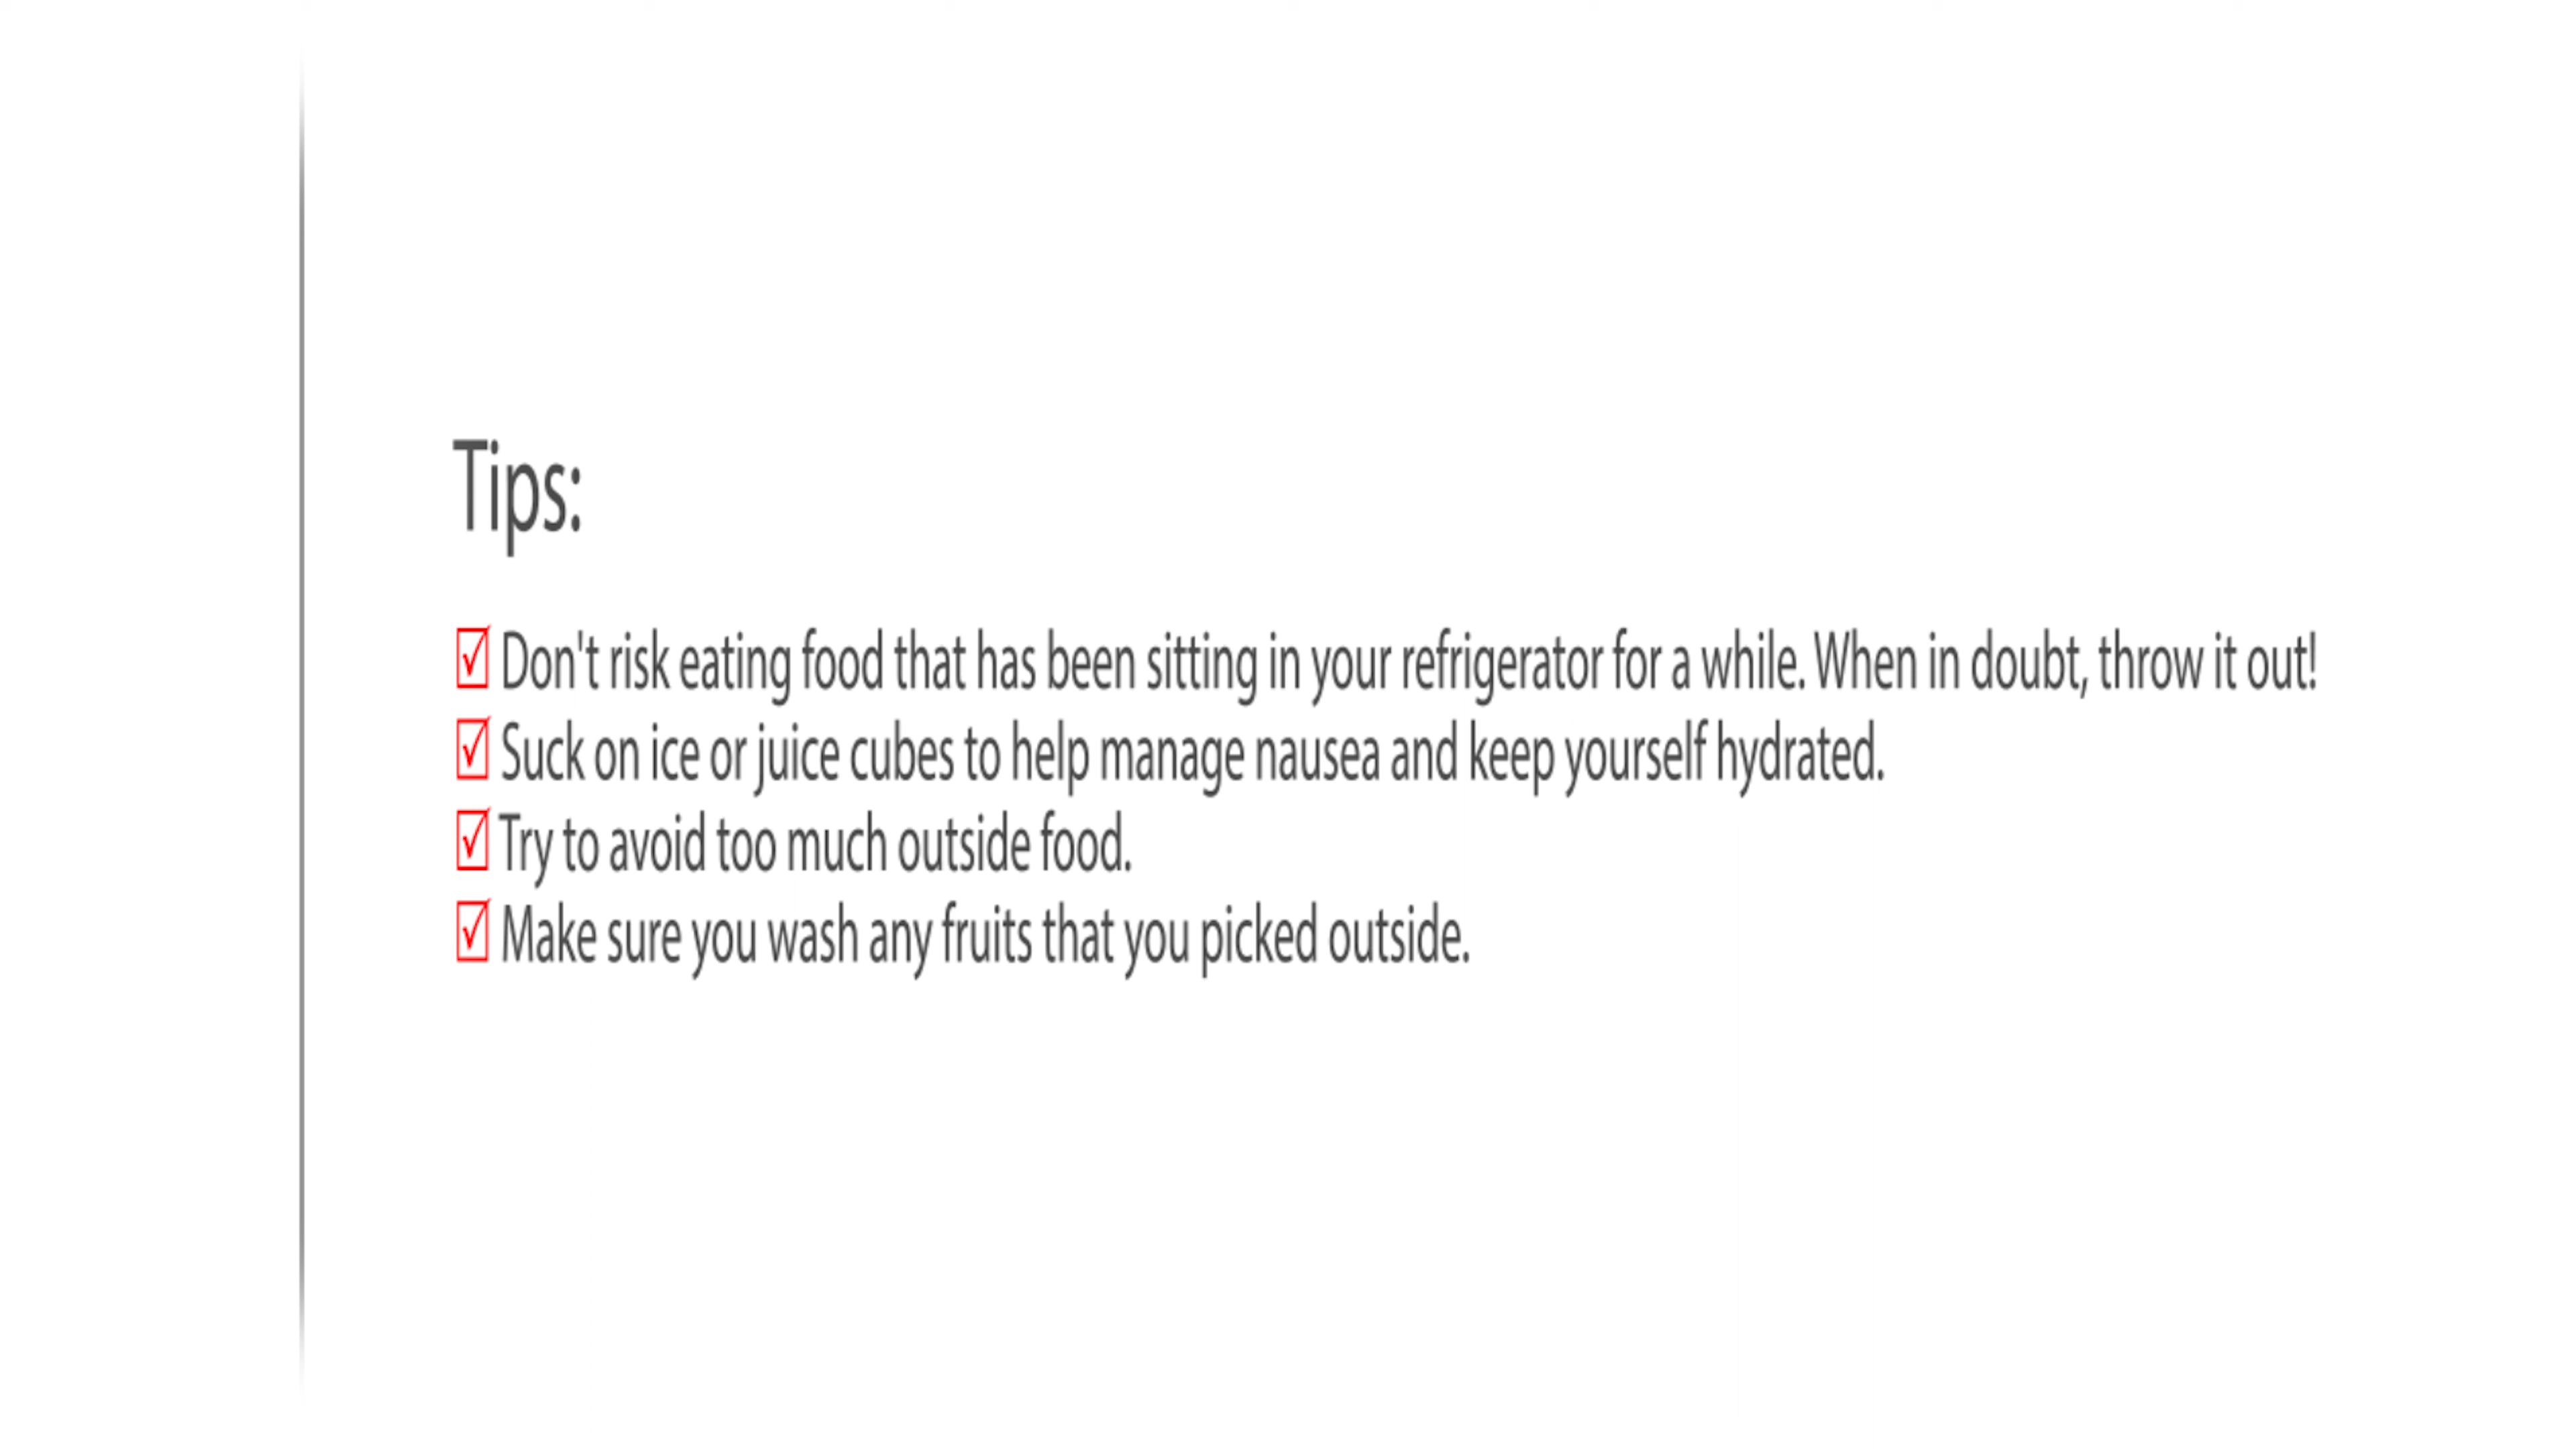 Tips:
☑ Don't risk eating food that has been sitting in your refrigerator for a while. When in doubt, throw it out!
☑ Suck on ice or juice cubes to help manage nausea and keep yourself hydrated.
☑ Try to avoid too much outside food.
☑ Make sure you wash any fruits that you picked outside.